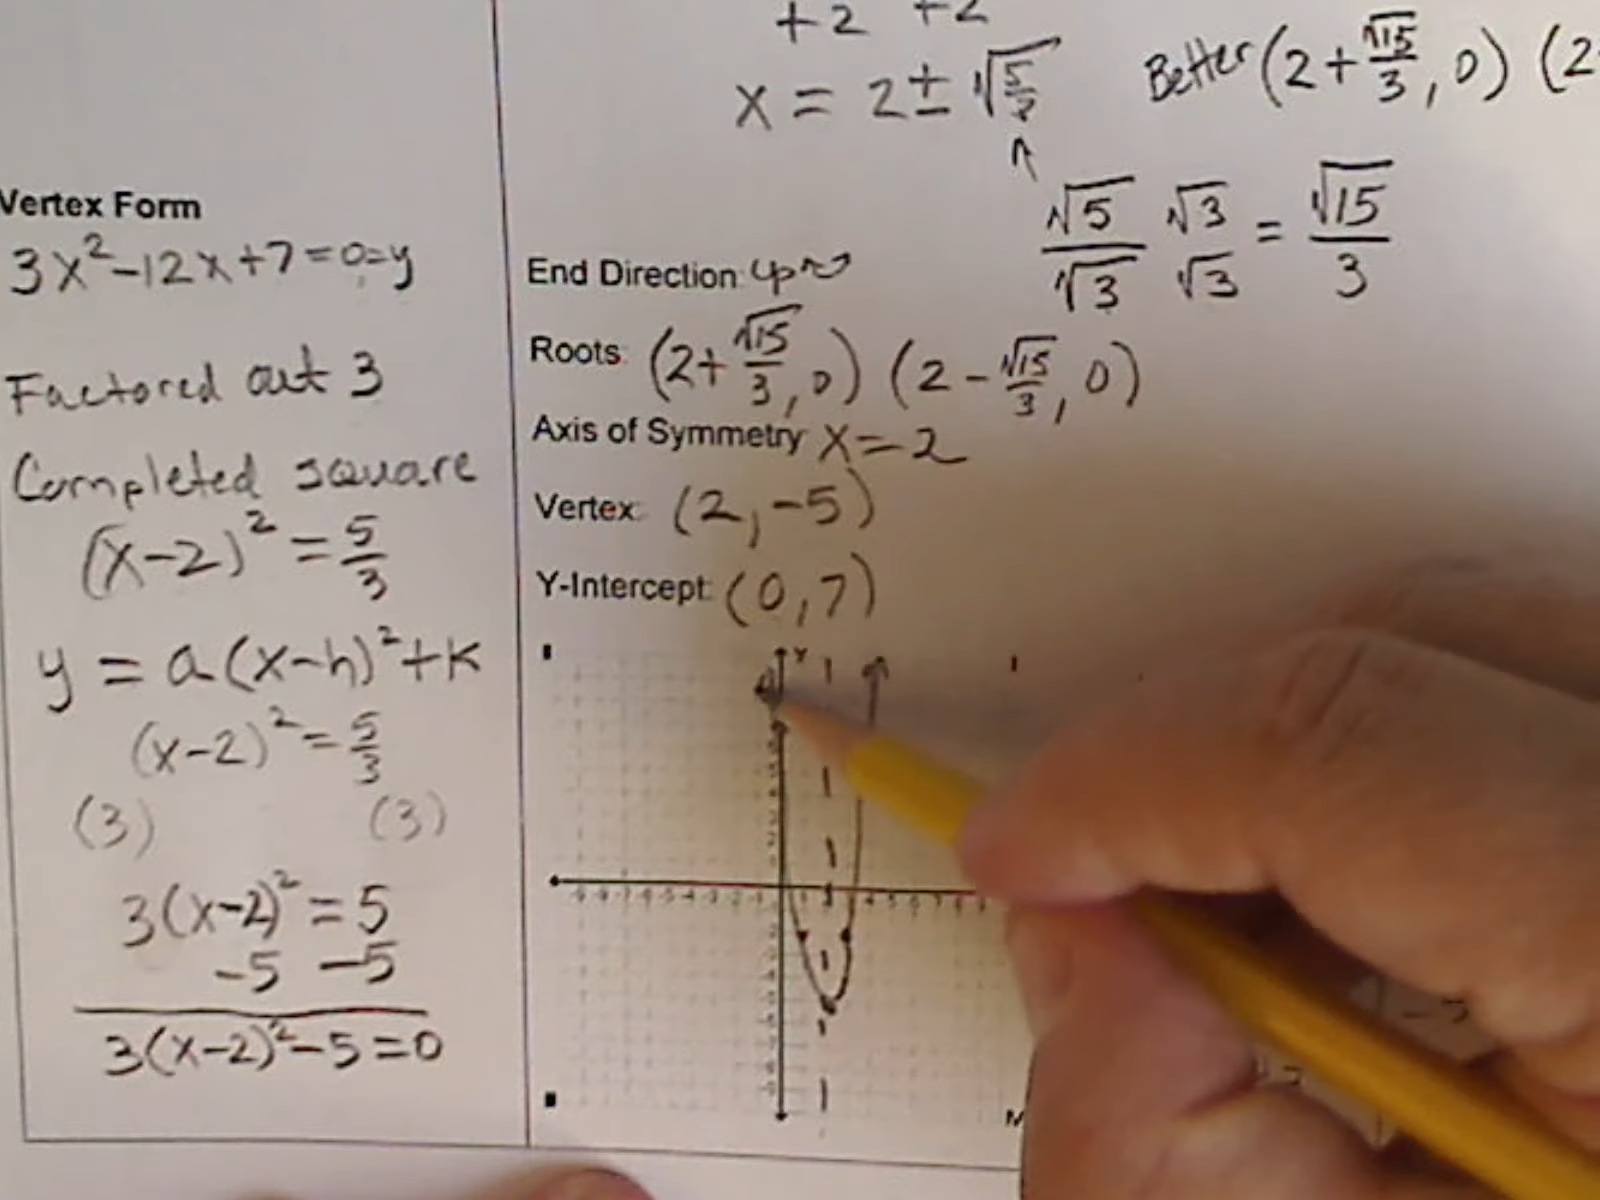 +2 +2
x = 2 ± √(5/3)
Better (2 + √15/3, 0) (2
√5/√3 √3/√3 = √15/3
Vertex Form
3x² - 12x + 7 = 0 = y
Factored out 3
Completed square
(x - 2)² = 5/3
y = a(x - h)² + k
(x - 2)² = 5/3
(3) (3)
3(x - 2)² = 5
-5 -5
3(x - 2)² - 5 = 0
End Direction: up
Roots: (2 + √15/3, 0) (2 - √15/3, 0)
Axis of Symmetry x = 2
Vertex: (2, -5)
Y-Intercept: (0, 7)
Y